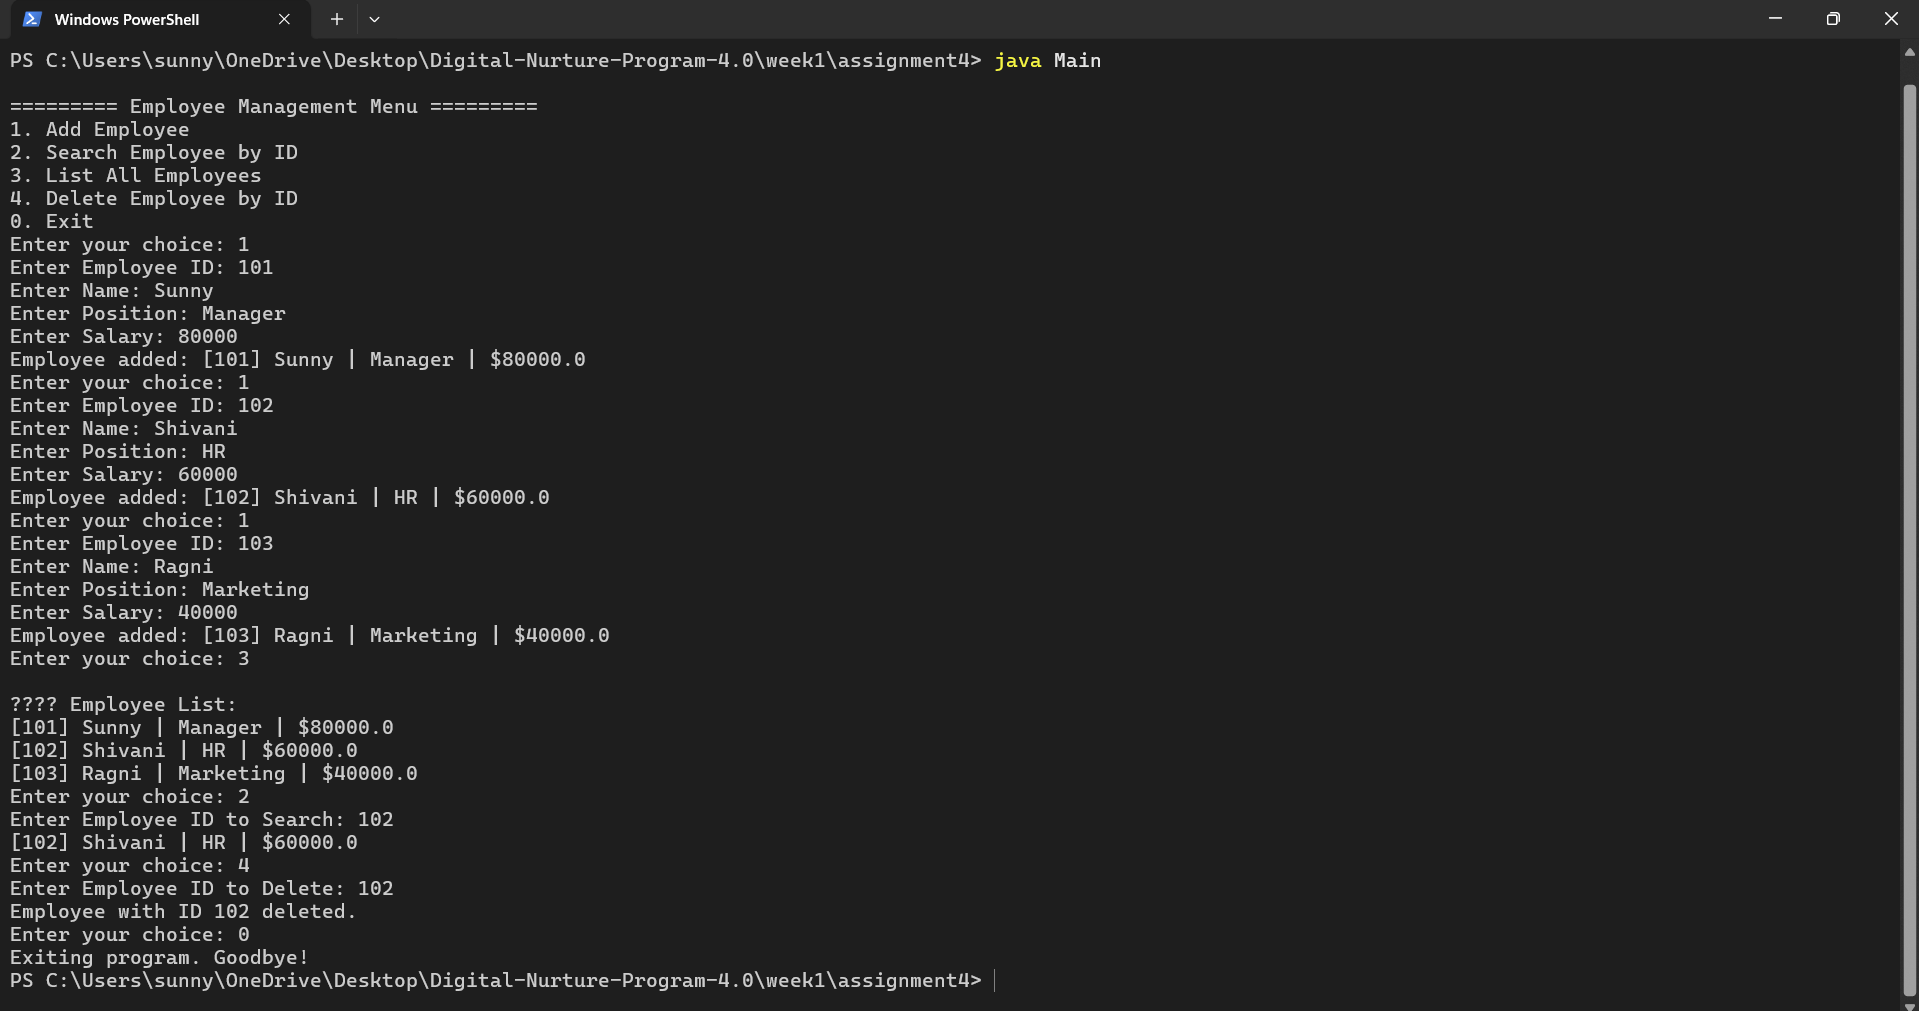 Windows PowerShell
PS C:\Users\sunny\OneDrive\Desktop\Digital-Nurture-Program-4.0\week1\assignment4> java Main
========= Employee Management Menu =========
1. Add Employee
2. Search Employee by ID
3. List All Employees
4. Delete Employee by ID
0. Exit
Enter your choice: 1
Enter Employee ID: 101
Enter Name: Sunny
Enter Position: Manager
Enter Salary: 80000
Employee added: [101] Sunny | Manager | $80000.0
Enter your choice: 1
Enter Employee ID: 102
Enter Name: Shivani
Enter Position: HR
Enter Salary: 60000
Employee added: [102] Shivani | HR | $60000.0
Enter your choice: 1
Enter Employee ID: 103
Enter Name: Ragni
Enter Position: Marketing
Enter Salary: 40000
Employee added: [103] Ragni | Marketing | $40000.0
Enter your choice: 3
???? Employee List:
[101] Sunny | Manager | $80000.0
[102] Shivani | HR | $60000.0
[103] Ragni | Marketing | $40000.0
Enter your choice: 2
Enter Employee ID to Search: 102
[102] Shivani | HR | $60000.0
Enter your choice: 4
Enter Employee ID to Delete: 102
Employee with ID 102 deleted.
Enter your choice: 0
Exiting program. Goodbye!
PS C:\Users\sunny\OneDrive\Desktop\Digital-Nurture-Program-4.0\week1\assignment4>